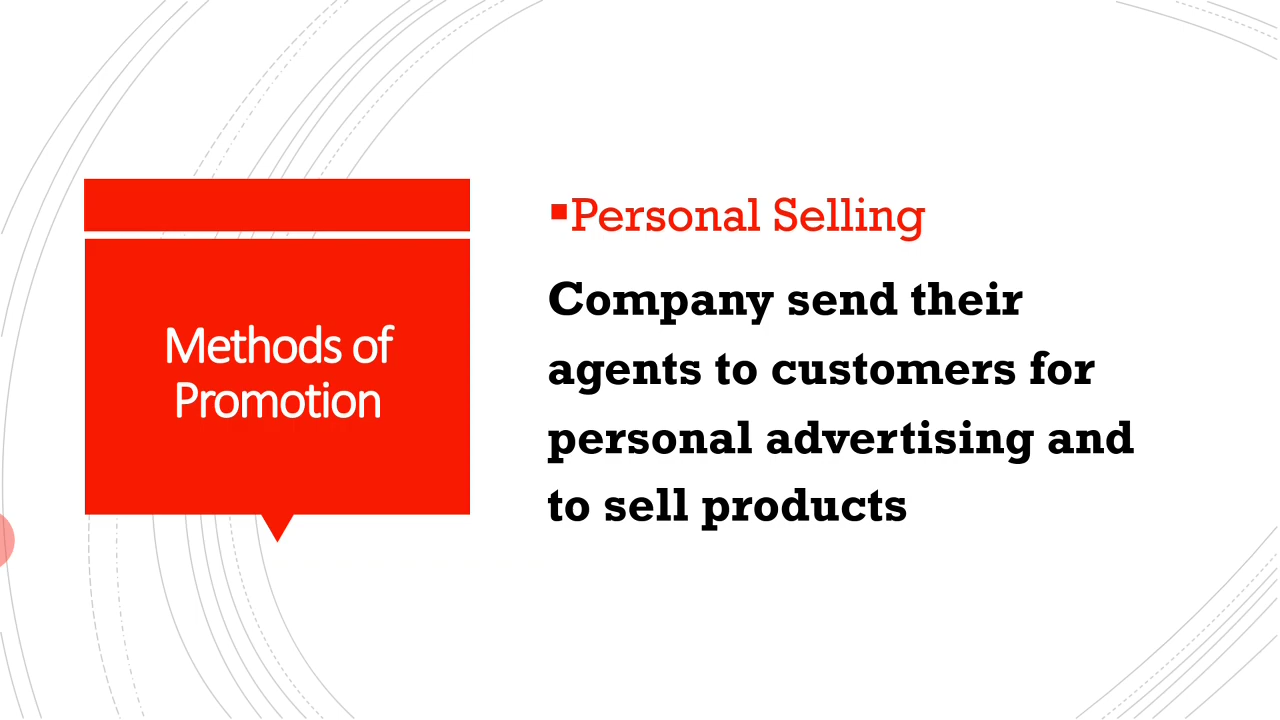 Methods of
Promotion
▪Personal Selling
Company send their
agents to customers for
personal advertising and
to sell products